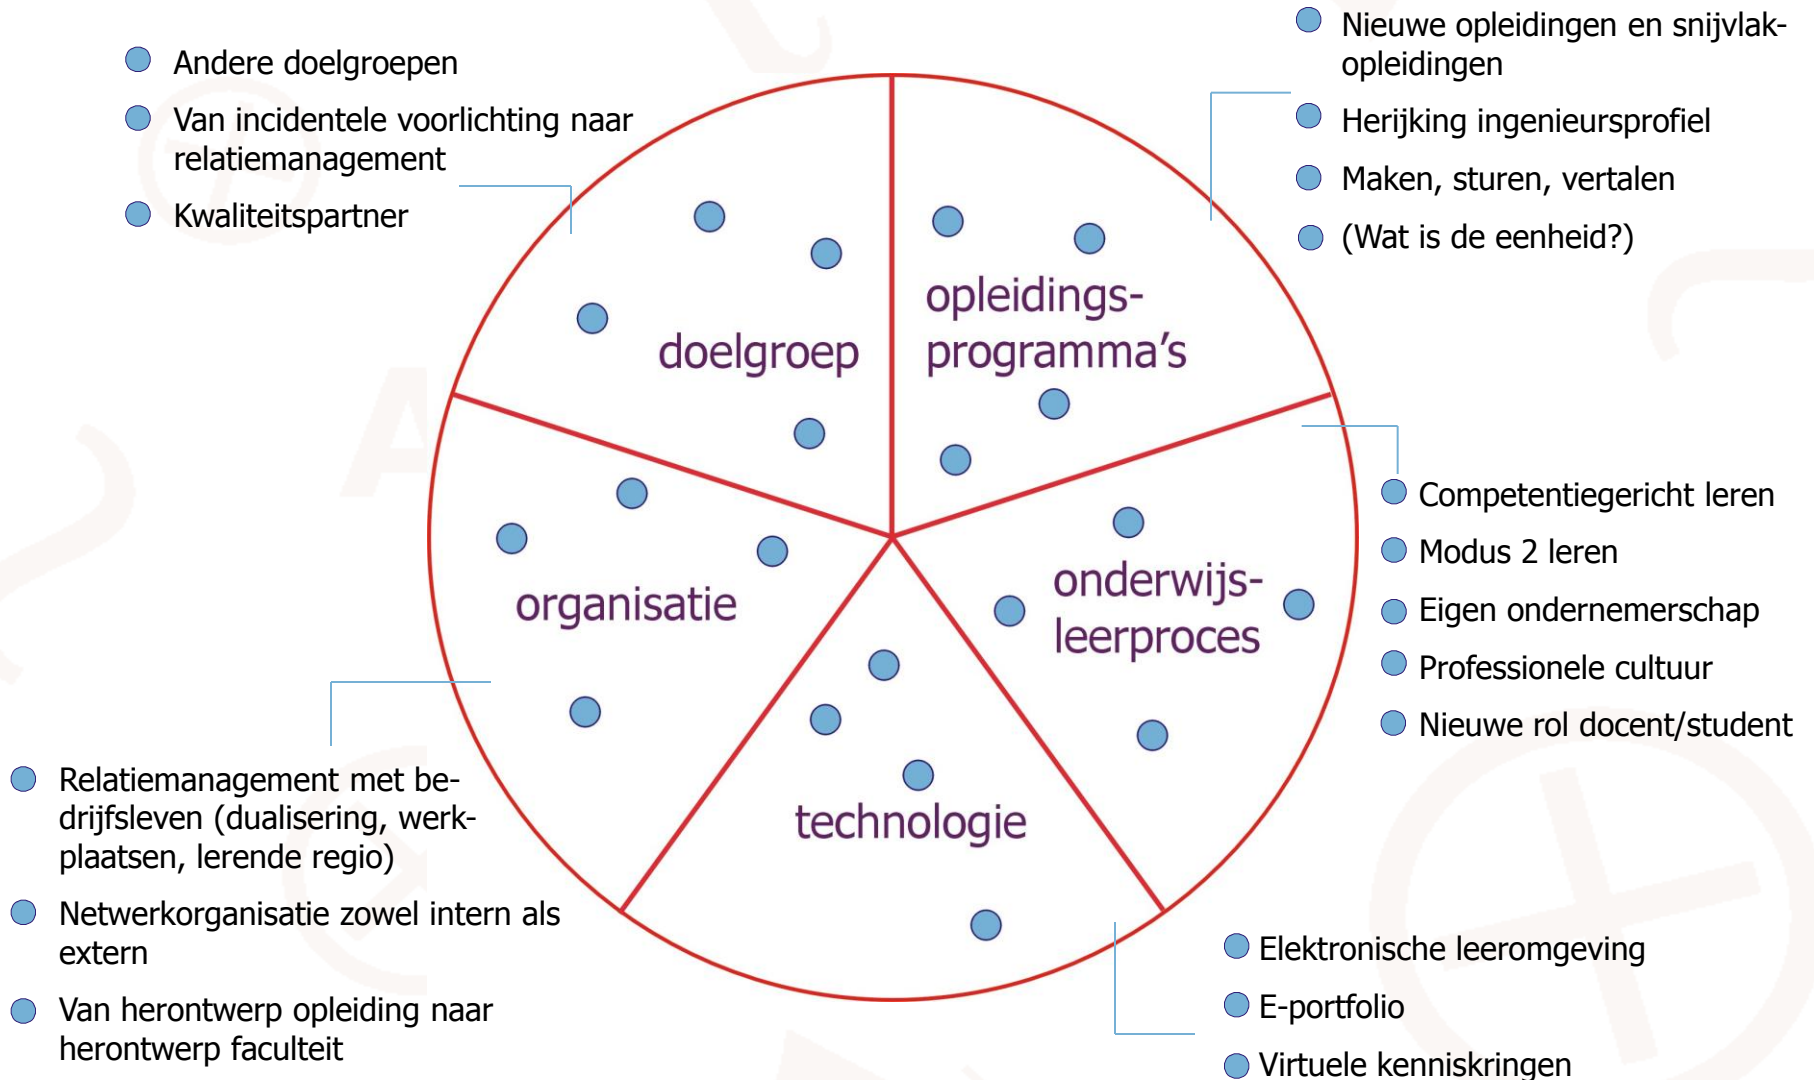 Andere doelgroepen
Van incidentele voorlichting naar
relatiemanagement
Kwaliteitspartner
Nieuwe opleidingen en snijvlak-
opleidingen
Herijking ingenieursprofiel
Maken, sturen, vertalen
(Wat is de eenheid?)
doelgroep
opleidings-
programma's
organisatie
onderwijs-
leerproces
technologie
Competentiegericht leren
Modus 2 leren
Eigen ondernemerschap
Professionele cultuur
Nieuwe rol docent/student
Relatiemanagement met be-
drijfsleven (dualisering, werk-
plaatsen, lerende regio)
Netwerkorganisatie zowel intern als
extern
Van herontwerp opleiding naar
herontwerp faculteit
Elektronische leeromgeving
E-portfolio
Virtuele kenniskringen